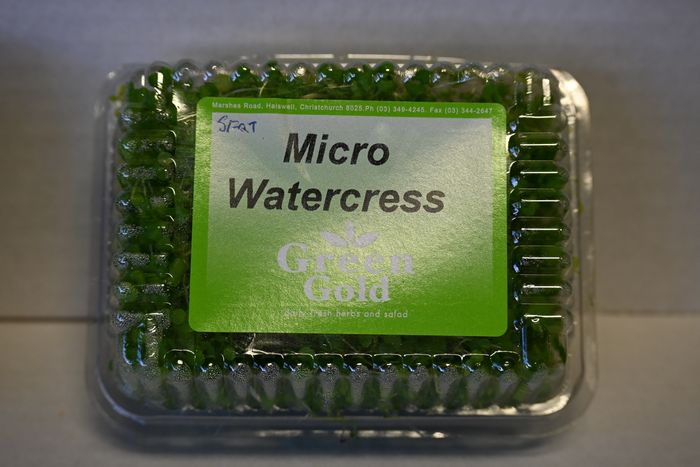 Marshes Road, Halswell, Christchurch 8025.Ph (03) 349-4245. Fax (03) 344-2647
Micro
Watercress
Green
Gold
daily fresh herbs and salad